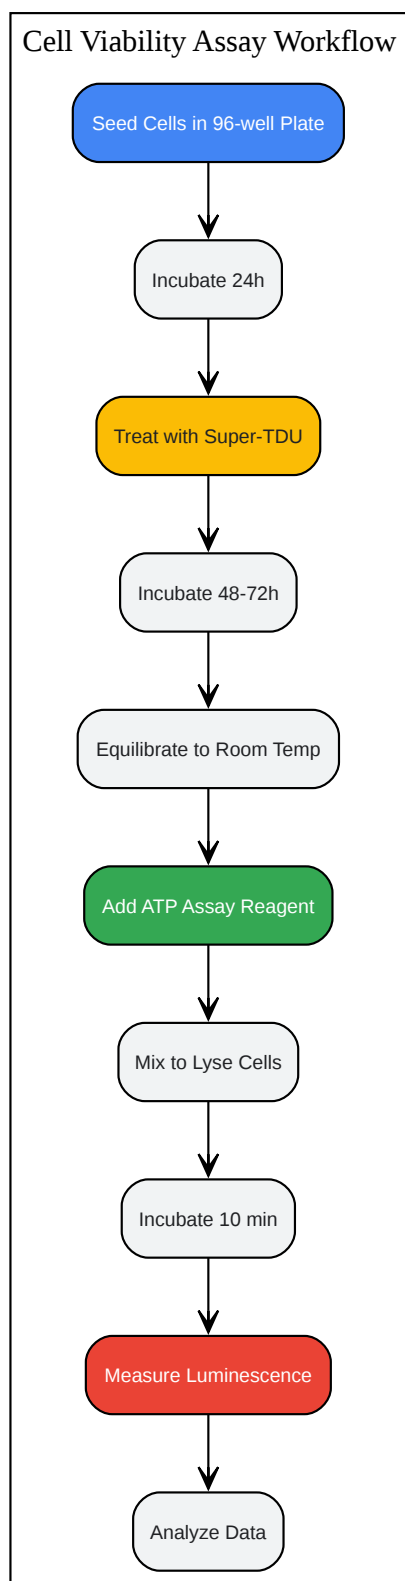 Cell Viability Assay Workflow
Seed Cells in 96-well Plate
Incubate 24h
Treat with Super-TDU
Incubate 48-72h
Equilibrate to Room Temp
Add ATP Assay Reagent
Mix to Lyse Cells
Incubate 10 min
Measure Luminescence
Analyze Data